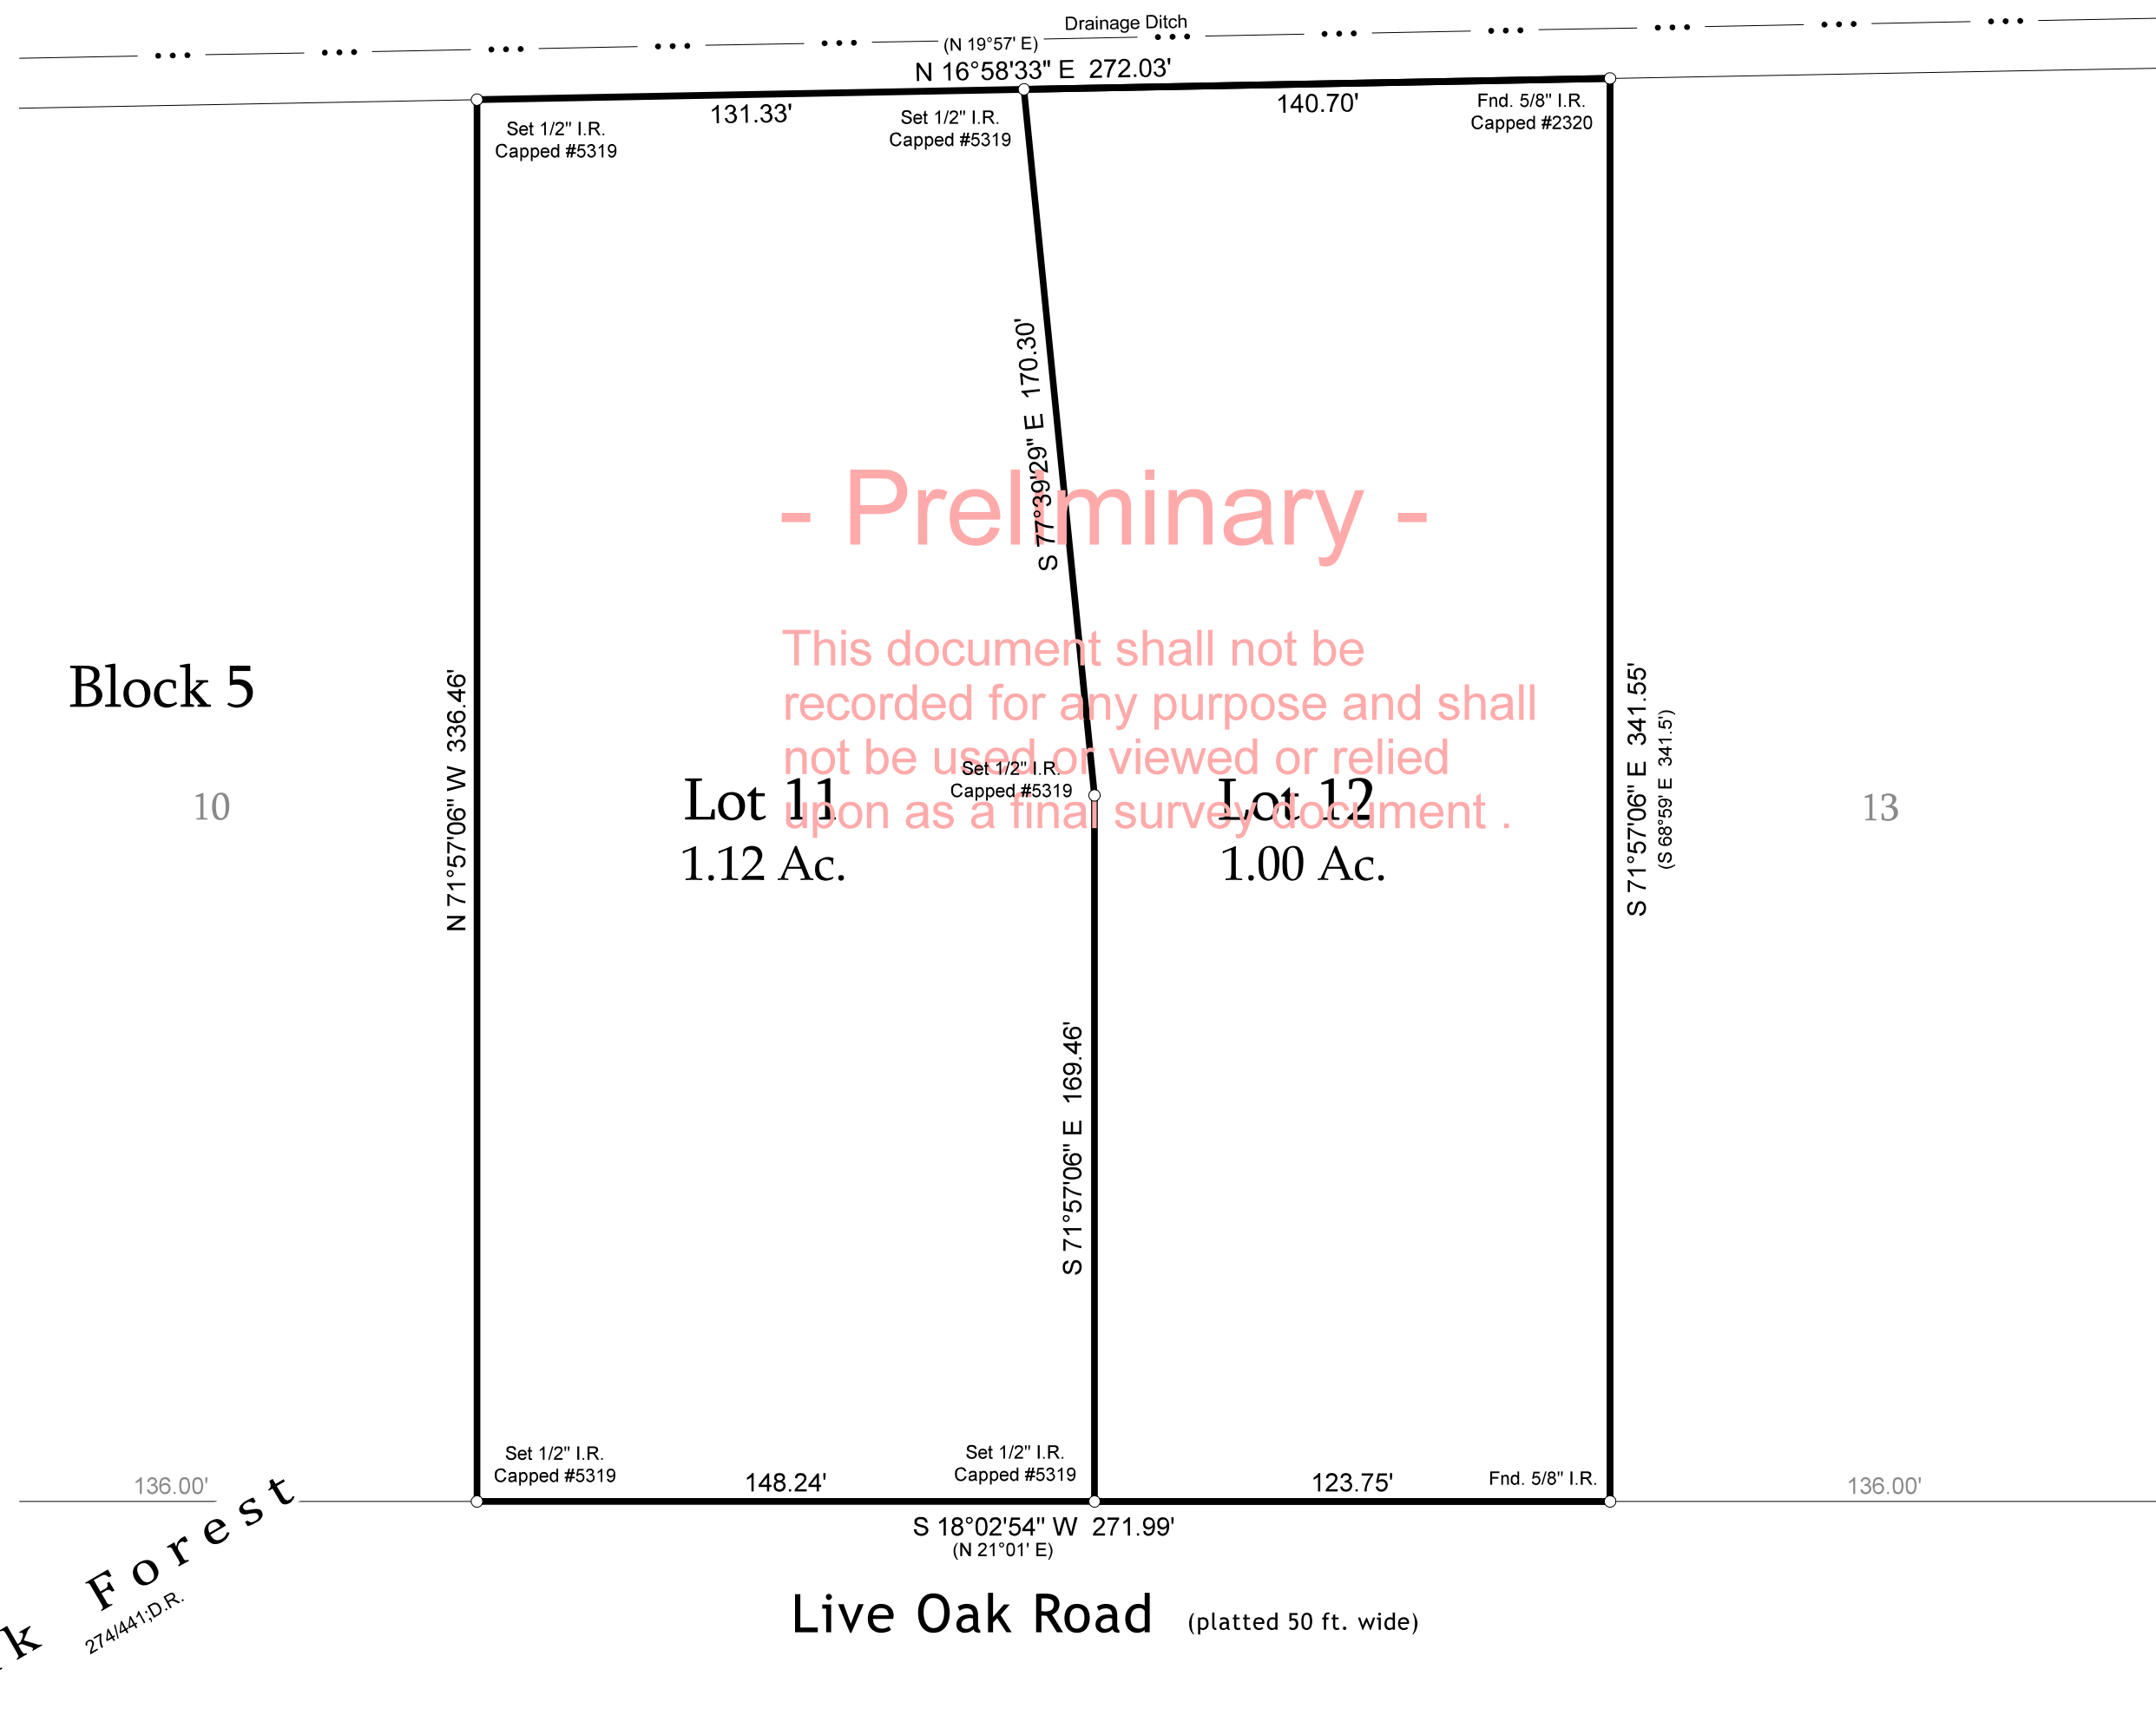 Drainage Ditch
(N 19°57' E)
N 16°58'33" E 272.03'
131.33'
140.70'
Set 1/2" I.R.
Capped #5319
Set 1/2" I.R.
Capped #5319
Fnd. 5/8" I.R.
Capped #2320
S 77°39'29" E 170.30'
- Preliminary -
This document shall not be
recorded for any purpose and shall
not be used or viewed or relied
upon as a final survey document .
Block 5
10
N 71°57'06" W 336.46'
Lot 11
1.12 Ac.
Set 1/2" I.R.
Capped #5319
Lot 12
1.00 Ac.
S 71°57'06" E 341.55'
(S 68°59' E 341.5')
13
S 71°57'06" E 169.46'
Set 1/2" I.R.
Capped #5319
Set 1/2" I.R.
Capped #5319
Fnd. 5/8" I.R.
136.00'
148.24'
123.75'
136.00'
S 18°02'54" W 271.99'
(N 21°01' E)
k Forest
274/441;D.R.
Live Oak Road (platted 50 ft. wide)